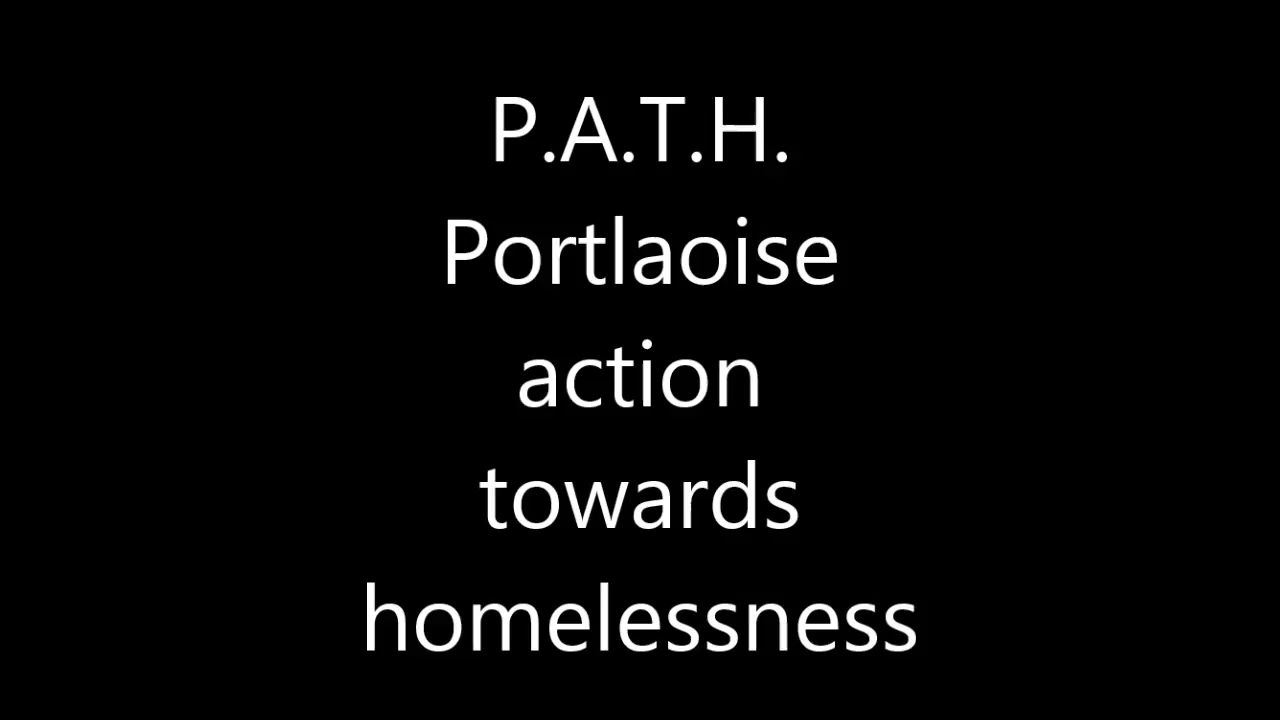 P.A.T.H.
Portlaoise
action
towards
homelessness